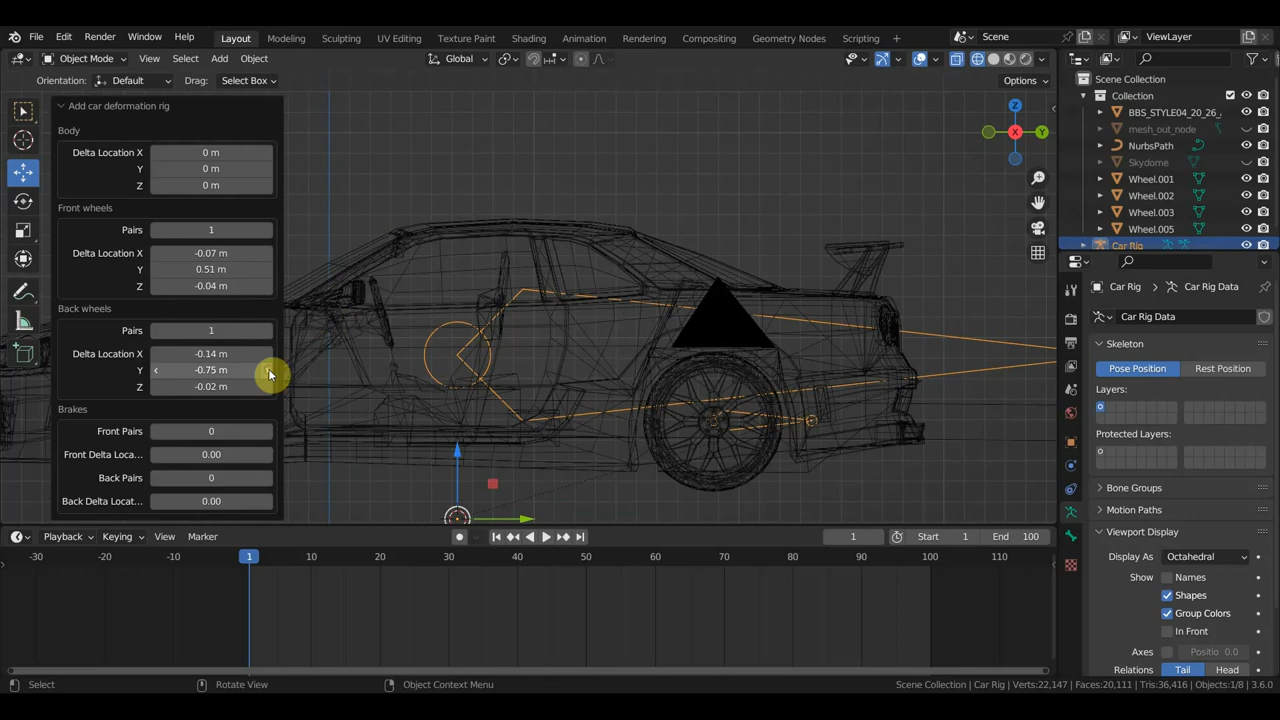 File Edit Render Window Help Layout Modeling Sculpting UV Editing Texture Paint Shading Animation Rendering Compositing Geometry Nodes Scripting + Scene ViewLayer
Object Mode View Select Add Object Global Options
Orientation: Default Drag: Select Box
Add car deformation rig
Body
Delta Location X 0 m
Y 0 m
Z 0 m
Front wheels
Pairs 1
Delta Location X -0.07 m
Y 0.51 m
Z -0.04 m
Back wheels
Pairs 1
Delta Location X -0.14 m
Y -0.75 m
Z -0.02 m
Brakes
Front Pairs 0
Front Delta Loca... 0.00
Back Pairs 0
Back Delta Locat... 0.00
Z
X
Y
Scene Collection
Collection
BBS_STYLE04_20_26_
mesh_out_node
NurbsPath
Skydome
Wheel.001
Wheel.002
Wheel.003
Wheel.005
Car Rig
Car Rig Car Rig Data
Car Rig Data
Skeleton
Pose Position Rest Position
Layers:
Protected Layers:
Bone Groups
Motion Paths
Viewport Display
Display As Octahedral
Show Names
Shapes
Group Colors
In Front
Axes Positio 0.0
Relations Tail Head
Playback Keying View Marker 1 Start 1 End 100
-30 -20 -10 1 10 20 30 40 50 60 70 80 90 100 110
Select Rotate View Object Context Menu Scene Collection | Car Rig | Verts:22,147 | Faces:20,111 | Tris:36,416 | Objects:1/8 | 3.6.0